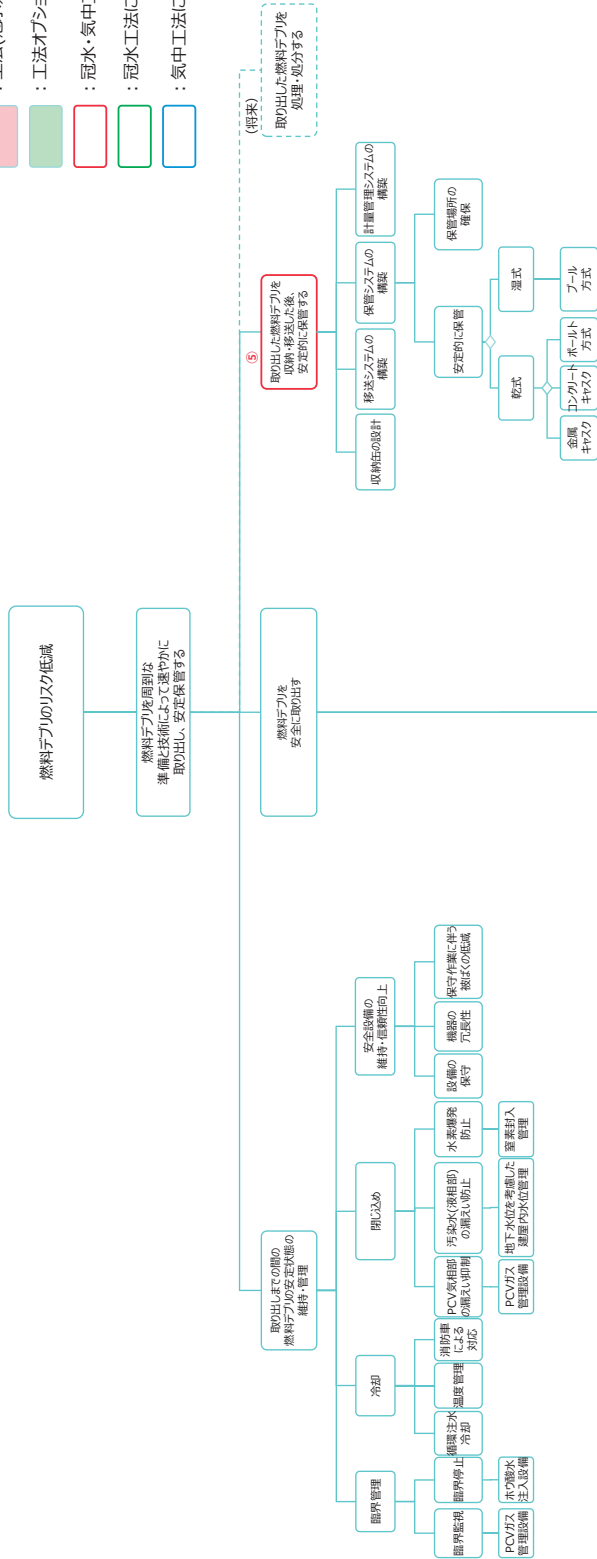 燃料デブリのリスク低減
燃料デブリを周到な
準備と技術によって速やかに
取り出し、安定保管する
取り出しまでの間の
燃料デブリの安定状態の
維持・管理
臨界管理
臨界監視
PCVガス
管理設備
臨界停止
ホウ酸水
注入設備
冷却
循環注水
冷却
温度管理
消防車
による
対応
閉じ込め
PCV気相部
の漏えい抑制
PCVガス
管理設備
汚染水(液相部)
の漏えい防止
地下水位を考慮した
建屋内水位管理
水素爆発
防止
窒素封入
管理
安全設備の
維持・信頼性向上
設備の
保守
機器の
冗長性
保守作業に伴う
被ばくの低減
燃料デブリを
安全に取り出す
⑤
取り出した燃料デブリを
収納・移送した後、
安定的に保管する
収納缶の設計
移送システムの
構築
保管システムの
構築
計量管理システムの
構築
安定的に保管
保管場所の
確保
乾式
湿式
金属
キャスク
コンクリート
キャスク
ボールト
方式
プール
方式
(将来)
取り出した燃料デブリを
処理・処分する
：工法オプショ
：冠水・気中工
：冠水工法に
：気中工法に